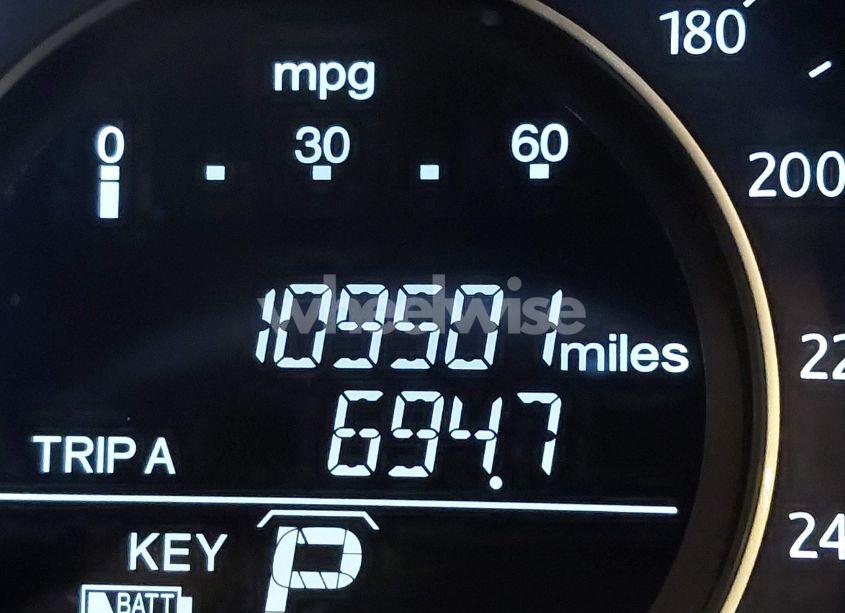 180
mpg
0 30 60
200
wheelwise
109501 miles
22
TRIP A 694.7
24
KEY P
BATT